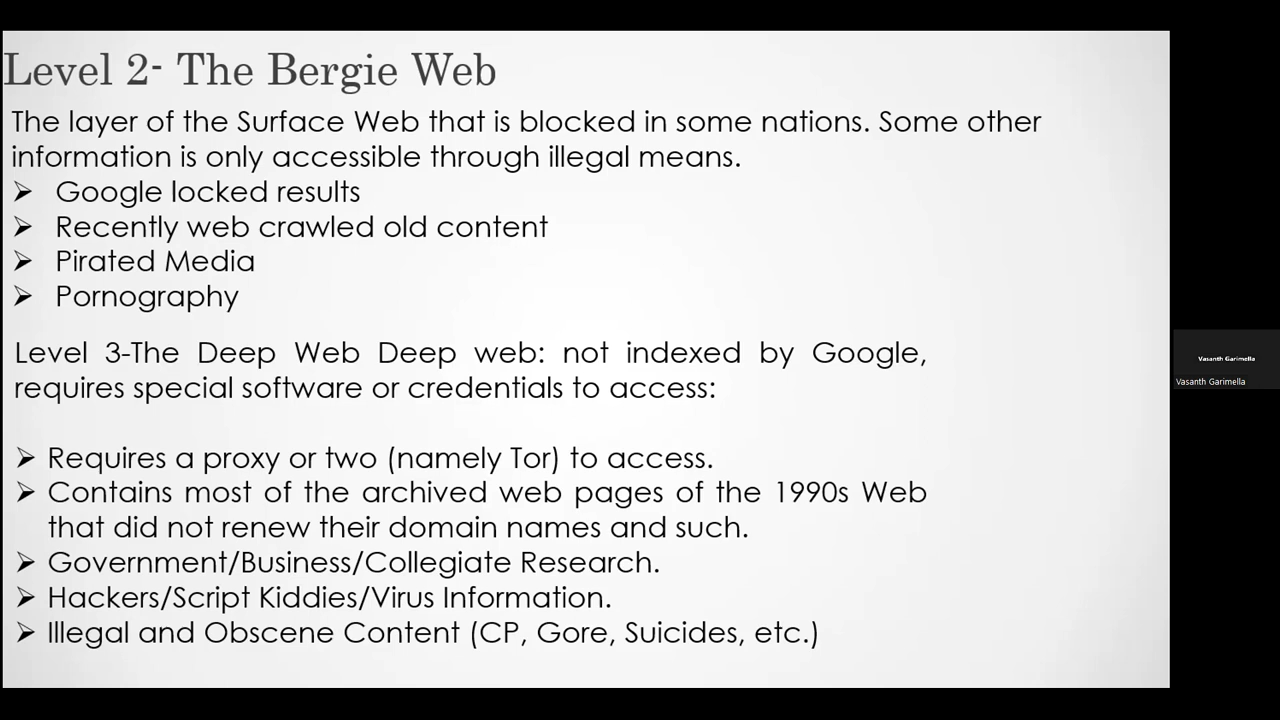 Level 2- The Bergie Web
The layer of the Surface Web that is blocked in some nations. Some other
information is only accessible through illegal means.
➢ Google locked results
➢ Recently web crawled old content
➢ Pirated Media
➢ Pornography
Level 3-The Deep Web Deep web: not indexed by Google,
requires special software or credentials to access:
➢ Requires a proxy or two (namely Tor) to access.
➢ Contains most of the archived web pages of the 1990s Web
that did not renew their domain names and such.
➢ Government/Business/Collegiate Research.
➢ Hackers/Script Kiddies/Virus Information.
➢ Illegal and Obscene Content (CP, Gore, Suicides, etc.)
Vasanth Garimella
Vasanth Garimella